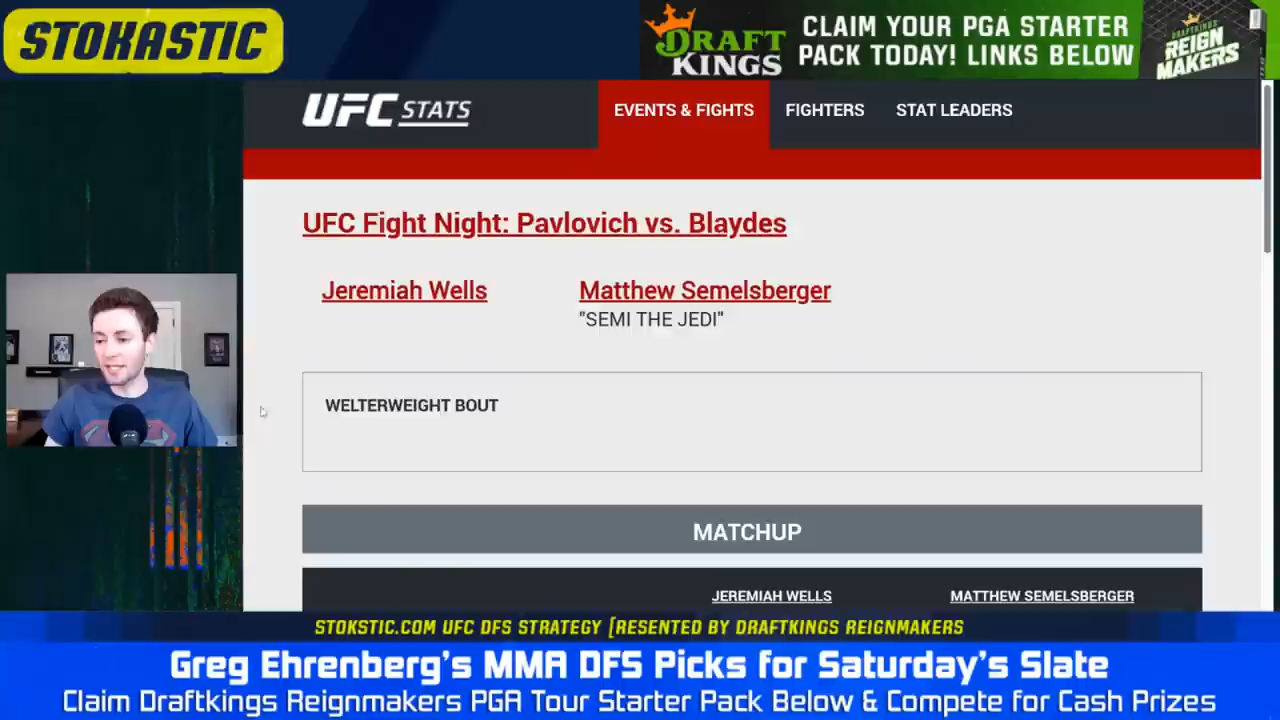 STOKASTIC
DRAFT
KINGS
CLAIM YOUR PGA STARTER
PACK TODAY! LINKS BELOW
DRAFTKINGS
REIGN
MAKERS
UFC STATS
EVENTS & FIGHTS
FIGHTERS
STAT LEADERS
UFC Fight Night: Pavlovich vs. Blaydes
Jeremiah Wells
Matthew Semelsberger
"SEMI THE JEDI"
WELTERWEIGHT BOUT
MATCHUP
JEREMIAH WELLS
MATTHEW SEMELSBERGER
STOKSTIC.COM UFC DFS STRATEGY [RESENTED BY DRAFTKINGS REIGNMAKERS
Greg Ehrenberg's MMA DFS Picks for Saturday's Slate
Claim Draftkings Reignmakers PGA Tour Starter Pack Below & Compete for Cash Prizes